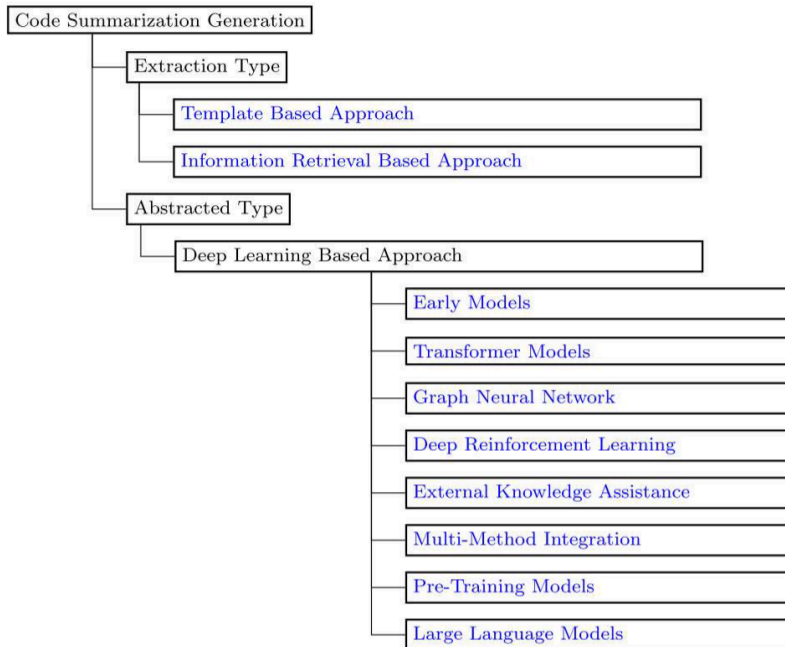 Code Summarization Generation
Extraction Type
Template Based Approach
Information Retrieval Based Approach
Abstracted Type
Deep Learning Based Approach
Early Models
Transformer Models
Graph Neural Network
Deep Reinforcement Learning
External Knowledge Assistance
Multi-Method Integration
Pre-Training Models
Large Language Models